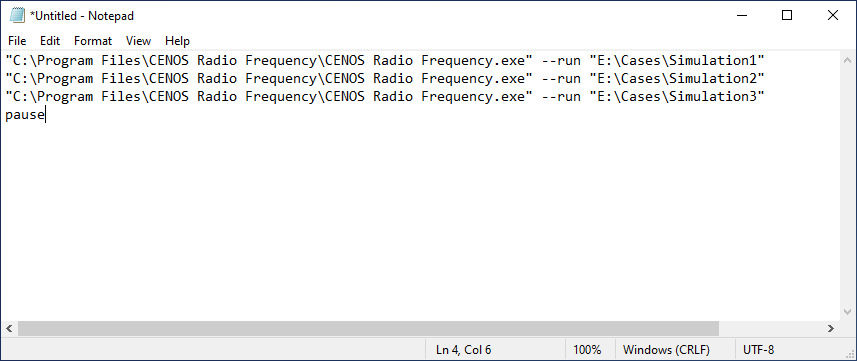 *Untitled - Notepad
File Edit Format View Help
"C:\Program Files\CENOS Radio Frequency\CENOS Radio Frequency.exe" --run "E:\Cases\Simulation1"
"C:\Program Files\CENOS Radio Frequency\CENOS Radio Frequency.exe" --run "E:\Cases\Simulation2"
"C:\Program Files\CENOS Radio Frequency\CENOS Radio Frequency.exe" --run "E:\Cases\Simulation3"
pause
Ln 4, Col 6 100% Windows (CRLF) UTF-8